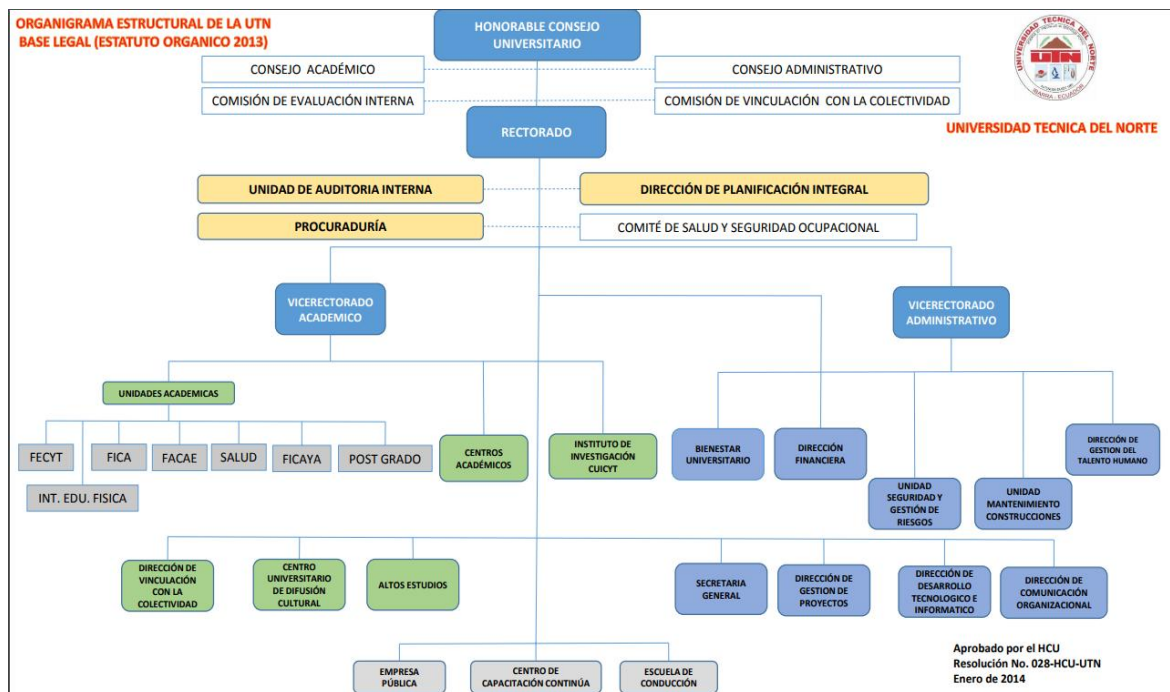 ORGANIGRAMA ESTRUCTURAL DE LA UTN
BASE LEGAL (ESTATUTO ORGANICO 2013)
HONORABLE CONSEJO
UNIVERSITARIO
UNIVERSIDAD TECNICA DEL NORTE
UTN
IBARRA - ECUADOR
CONSEJO ACADÉMICO
CONSEJO ADMINISTRATIVO
COMISIÓN DE EVALUACIÓN INTERNA
COMISIÓN DE VINCULACIÓN CON LA COLECTIVIDAD
RECTORADO
UNIVERSIDAD TECNICA DEL NORTE
UNIDAD DE AUDITORIA INTERNA
DIRECCIÓN DE PLANIFICACIÓN INTEGRAL
PROCURADURÍA
COMITÉ DE SALUD Y SEGURIDAD OCUPACIONAL
VICERECTORADO
ACADEMICO
VICERECTORADO
ADMINISTRATIVO
UNIDADES ACADEMICAS
FECYT
FICA
FACAE
SALUD
FICAYA
POST GRADO
INT. EDU. FISICA
CENTROS
ACADÉMICOS
INSTITUTO DE
INVESTIGACIÓN
CUICYT
BIENESTAR
UNIVERSITARIO
DIRECCIÓN
FINANCIERA
UNIDAD
SEGURIDAD Y
GESTIÓN DE
RIESGOS
UNIDAD
MANTENIMIENTO
CONSTRUCCIONES
DIRECCIÓN DE
GESTION DEL
TALENTO HUMANO
DIRECCIÓN DE
VINCULACIÓN
CON LA
COLECTIVIDAD
CENTRO
UNIVERSITARIO
DE DIFUSIÓN
CULTURAL
ALTOS ESTUDIOS
SECRETARIA
GENERAL
DIRECCIÓN DE
GESTION DE
PROYECTOS
DIRECCIÓN DE
DESARROLLO
TECNOLOGICO E
INFORMATICO
DIRECCIÓN DE
COMUNICACIÓN
ORGANIZACIONAL
EMPRESA
PÚBLICA
CENTRO DE
CAPACITACIÓN CONTINÚA
ESCUELA DE
CONDUCCIÓN
Aprobado por el HCU
Resolución No. 028-HCU-UTN
Enero de 2014